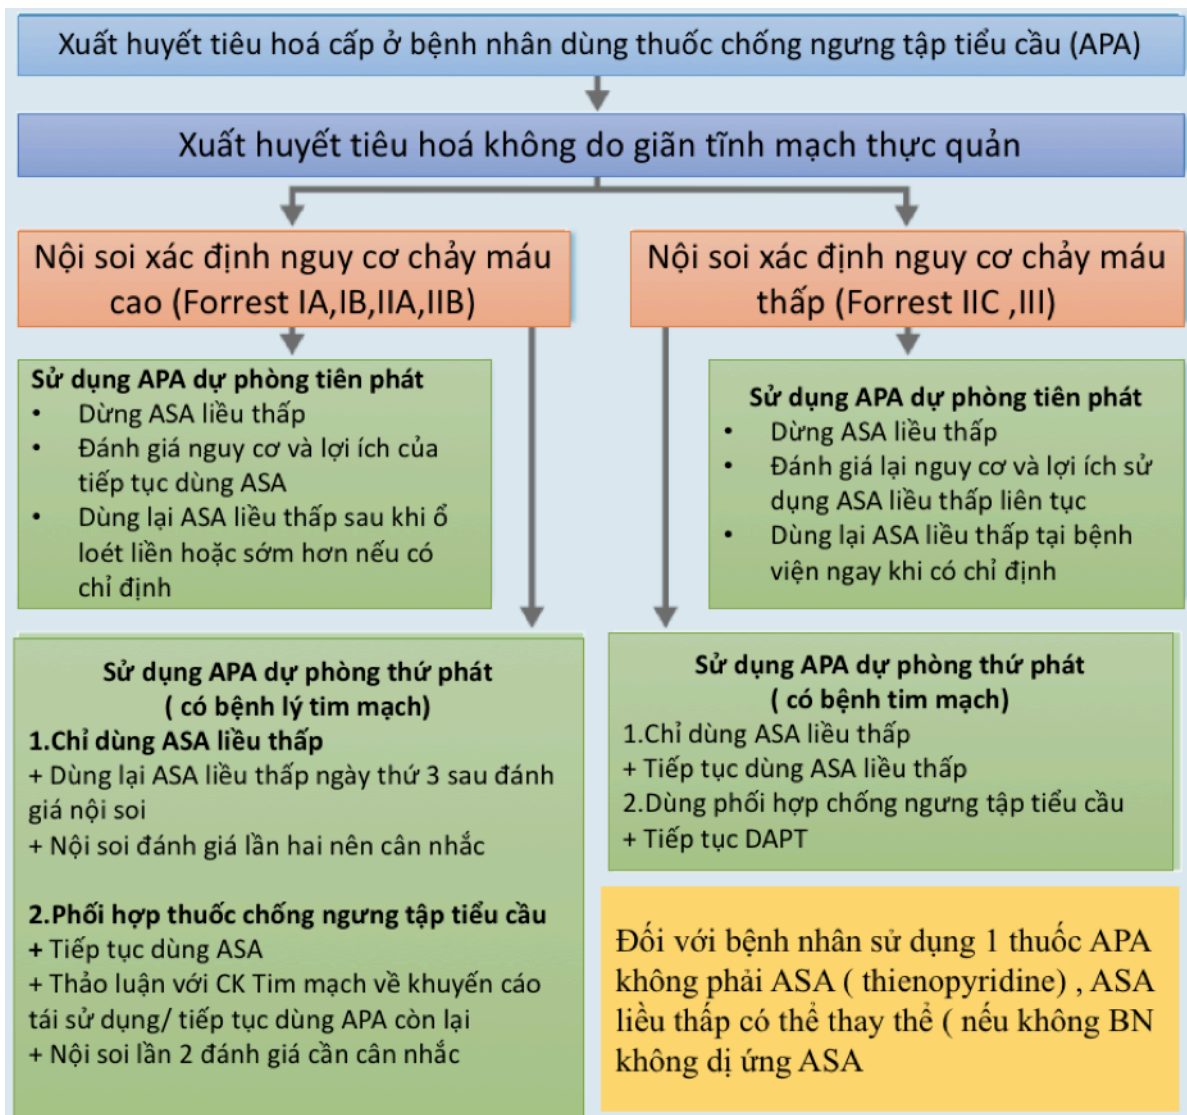 Xuất huyết tiêu hoá cấp ở bệnh nhân dùng thuốc chống ngưng tập tiểu cầu (APA)
Xuất huyết tiêu hoá không do giãn tĩnh mạch thực quản
Nội soi xác định nguy cơ chảy máu
cao (Forrest IA,IB,IIA,IIB)
Nội soi xác định nguy cơ chảy máu
thấp (Forrest IIC ,III)
Sử dụng APA dự phòng tiên phát
• Dừng ASA liều thấp
• Đánh giá nguy cơ và lợi ích của
tiếp tục dùng ASA
• Dùng lại ASA liều thấp sau khi ổ
loét liền hoặc sớm hơn nếu có
chỉ định
Sử dụng APA dự phòng tiên phát
• Dừng ASA liều thấp
• Đánh giá lại nguy cơ và lợi ích sử
dụng ASA liều thấp liên tục
• Dùng lại ASA liều thấp tại bệnh
viện ngay khi có chỉ định
Sử dụng APA dự phòng thứ phát
( có bệnh lý tim mạch)
1.Chỉ dùng ASA liều thấp
+ Dùng lại ASA liều thấp ngày thứ 3 sau đánh
giá nội soi
+ Nội soi đánh giá lần hai nên cân nhắc
2.Phối hợp thuốc chống ngưng tập tiểu cầu
+ Tiếp tục dùng ASA
+ Thảo luận với CK Tim mạch về khuyến cáo
tái sử dụng/ tiếp tục dùng APA còn lại
+ Nội soi lần 2 đánh giá cần cân nhắc
Sử dụng APA dự phòng thứ phát
( có bệnh tim mạch)
1.Chỉ dùng ASA liều thấp
+ Tiếp tục dùng ASA liều thấp
2.Dùng phối hợp chống ngưng tập tiểu cầu
+ Tiếp tục DAPT
Đối với bệnh nhân sử dụng 1 thuốc APA
không phải ASA ( thienopyridine) , ASA
liều thấp có thể thay thế ( nếu không BN
không dị ứng ASA